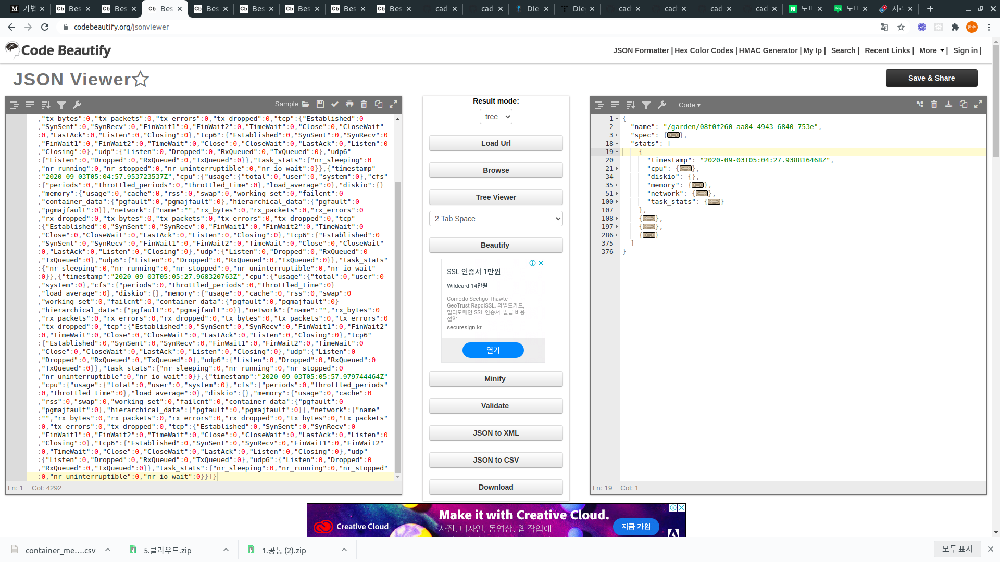 가밤
Bes
Bes
Bes
Bes
Bes
Bes
Bes
Bes
cad
cad
Die
Die
cad
cad
cad
cad
codebeautify.org/jsonviewer
한수
Code Beautify
JSON Formatter | Hex Color Codes | HMAC Generator | My Ip | Search | Recent Links | More | Sign in |
JSON Viewer
Save & Share
Sample
,"tx_bytes":0,"tx_packets":0,"tx_errors":0,"tx_dropped":0,"tcp":{"Established":0
,"SynSent":0,"SynRecv":0,"FinWait1":0,"FinWait2":0,"TimeWait":0,"Close":0,"CloseWait"
:0,"LastAck":0,"Listen":0,"Closing":0},"tcp6":{"Established":0,"SynSent":0,"SynRecv":0
,"FinWait1":0,"FinWait2":0,"TimeWait":0,"Close":0,"CloseWait":0,"LastAck":0,"Listen":0
,"Closing":0},"udp":{"Listen":0,"Dropped":0,"RxQueued":0,"TxQueued":0},"udp6"
:{"Listen":0,"Dropped":0,"RxQueued":0,"TxQueued":0}},"task_stats":{"nr_sleeping":0
,"nr_running":0,"nr_stopped":0,"nr_uninterruptible":0,"nr_io_wait":0}},{"timestamp"
:"2020-09-03T05:04:57.953723537Z","cpu":{"usage":{"total":0,"user":0,"system":0},"cfs"
:{"periods":0,"throttled_periods":0,"throttled_time":0},"load_average":0},"diskio":{}
,"memory":{"usage":0,"cache":0,"rss":0,"swap":0,"working_set":0,"failcnt":0
,"container_data":{"pgfault":0,"pgmajfault":0},"hierarchical_data":{"pgfault":0
,"pgmajfault":0}},"network":{"name":"","rx_bytes":0,"rx_packets":0,"rx_errors":0
,"rx_dropped":0,"tx_bytes":0,"tx_packets":0,"tx_errors":0,"tx_dropped":0,"tcp"
:{"Established":0,"SynSent":0,"SynRecv":0,"FinWait1":0,"FinWait2":0,"TimeWait":0
,"Close":0,"CloseWait":0,"LastAck":0,"Listen":0,"Closing":0},"tcp6":{"Established":0
,"SynSent":0,"SynRecv":0,"FinWait1":0,"FinWait2":0,"TimeWait":0,"Close":0,"CloseWait"
:0,"LastAck":0,"Listen":0,"Closing":0},"udp":{"Listen":0,"Dropped":0,"RxQueued":0
,"TxQueued":0},"udp6":{"Listen":0,"Dropped":0,"RxQueued":0,"TxQueued":0}},"task_stats"
:{"nr_sleeping":0,"nr_running":0,"nr_stopped":0,"nr_uninterruptible":0,"nr_io_wait"
:0}},{"timestamp":"2020-09-03T05:05:27.968320763Z","cpu":{"usage":{"total":0,"user":0
,"system":0},"cfs":{"periods":0,"throttled_periods":0,"throttled_time":0}
,"load_average":0},"diskio":{},"memory":{"usage":0,"cache":0,"rss":0,"swap":0
,"working_set":0,"failcnt":0,"container_data":{"pgfault":0,"pgmajfault":0}
,"hierarchical_data":{"pgfault":0,"pgmajfault":0}},"network":{"name":"","rx_bytes":0
,"rx_packets":0,"rx_errors":0,"rx_dropped":0,"tx_bytes":0,"tx_packets":0,"tx_errors":0
,"tx_dropped":0,"tcp":{"Established":0,"SynSent":0,"SynRecv":0,"FinWait1":0,"FinWait2"
:0,"TimeWait":0,"Close":0,"CloseWait":0,"LastAck":0,"Listen":0,"Closing":0},"tcp6"
:{"Established":0,"SynSent":0,"SynRecv":0,"FinWait1":0,"FinWait2":0,"TimeWait":0
,"Close":0,"CloseWait":0,"LastAck":0,"Listen":0,"Closing":0},"udp":{"Listen":0
,"Dropped":0,"RxQueued":0,"TxQueued":0},"udp6":{"Listen":0,"Dropped":0,"RxQueued":0
,"TxQueued":0}},"task_stats":{"nr_sleeping":0,"nr_running":0,"nr_stopped":0
,"nr_uninterruptible":0,"nr_io_wait":0}},{"timestamp":"2020-09-03T05:05:57.979744464Z"
,"cpu":{"usage":{"total":0,"user":0,"system":0},"cfs":{"periods":0,"throttled_periods"
:0,"throttled_time":0},"load_average":0},"diskio":{},"memory":{"usage":0,"cache":0
,"rss":0,"swap":0,"working_set":0,"failcnt":0,"container_data":{"pgfault":0
,"pgmajfault":0},"hierarchical_data":{"pgfault":0,"pgmajfault":0}},"network":{"name"
:"","rx_bytes":0,"rx_packets":0,"rx_errors":0,"rx_dropped":0,"tx_bytes":0,"tx_packets"
:0,"tx_errors":0,"tx_dropped":0,"tcp":{"Established":0,"SynSent":0,"SynRecv":0
,"FinWait1":0,"FinWait2":0,"TimeWait":0,"Close":0,"CloseWait":0,"LastAck":0,"Listen":0
,"Closing":0},"tcp6":{"Established":0,"SynSent":0,"SynRecv":0,"FinWait1":0,"FinWait2"
:0,"TimeWait":0,"Close":0,"CloseWait":0,"LastAck":0,"Listen":0,"Closing":0},"udp"
:{"Listen":0,"Dropped":0,"RxQueued":0,"TxQueued":0},"udp6":{"Listen":0,"Dropped":0
,"RxQueued":0,"TxQueued":0}},"task_stats":{"nr_sleeping":0,"nr_running":0,"nr_stopped"
:0,"nr_uninterruptible":0,"nr_io_wait":0}}]}
Ln: 1 Col: 4292
Result mode:
tree
Load Url
Browse
Tree Viewer
2 Tab Space
Beautify
SSL 인증서 1만원
Wildcard 14만원
Comodo Sectigo Thawte
GeoTrust RapdiSSL. 와일드카드,
멀티도메인 SSL 인증서. 발급 비용
절약
securesign.kr
열기
Minify
Validate
JSON to XML
JSON to CSV
Download
Code ▾
1 {
2 "name": "/garden/08f0f260-aa84-4943-6840-753e",
3 "spec": {},
18 "stats": [
19 {
20 "timestamp": "2020-09-03T05:04:27.938816468Z",
21 "cpu": {},
34 "diskio": {},
35 "memory": {},
51 "network": {},
100 "task_stats": {}
107 },
108 {},
197 {},
286 {}
375 ]
376 }
Ln: 19 Col: 1
Creative Cloud
Make it with Creative Cloud.
사진, 디자인, 동영상, 웹 작업에
지금 가입
container_me....csv
5.클라우드.zip
1.공통 (2).zip
모두 표시